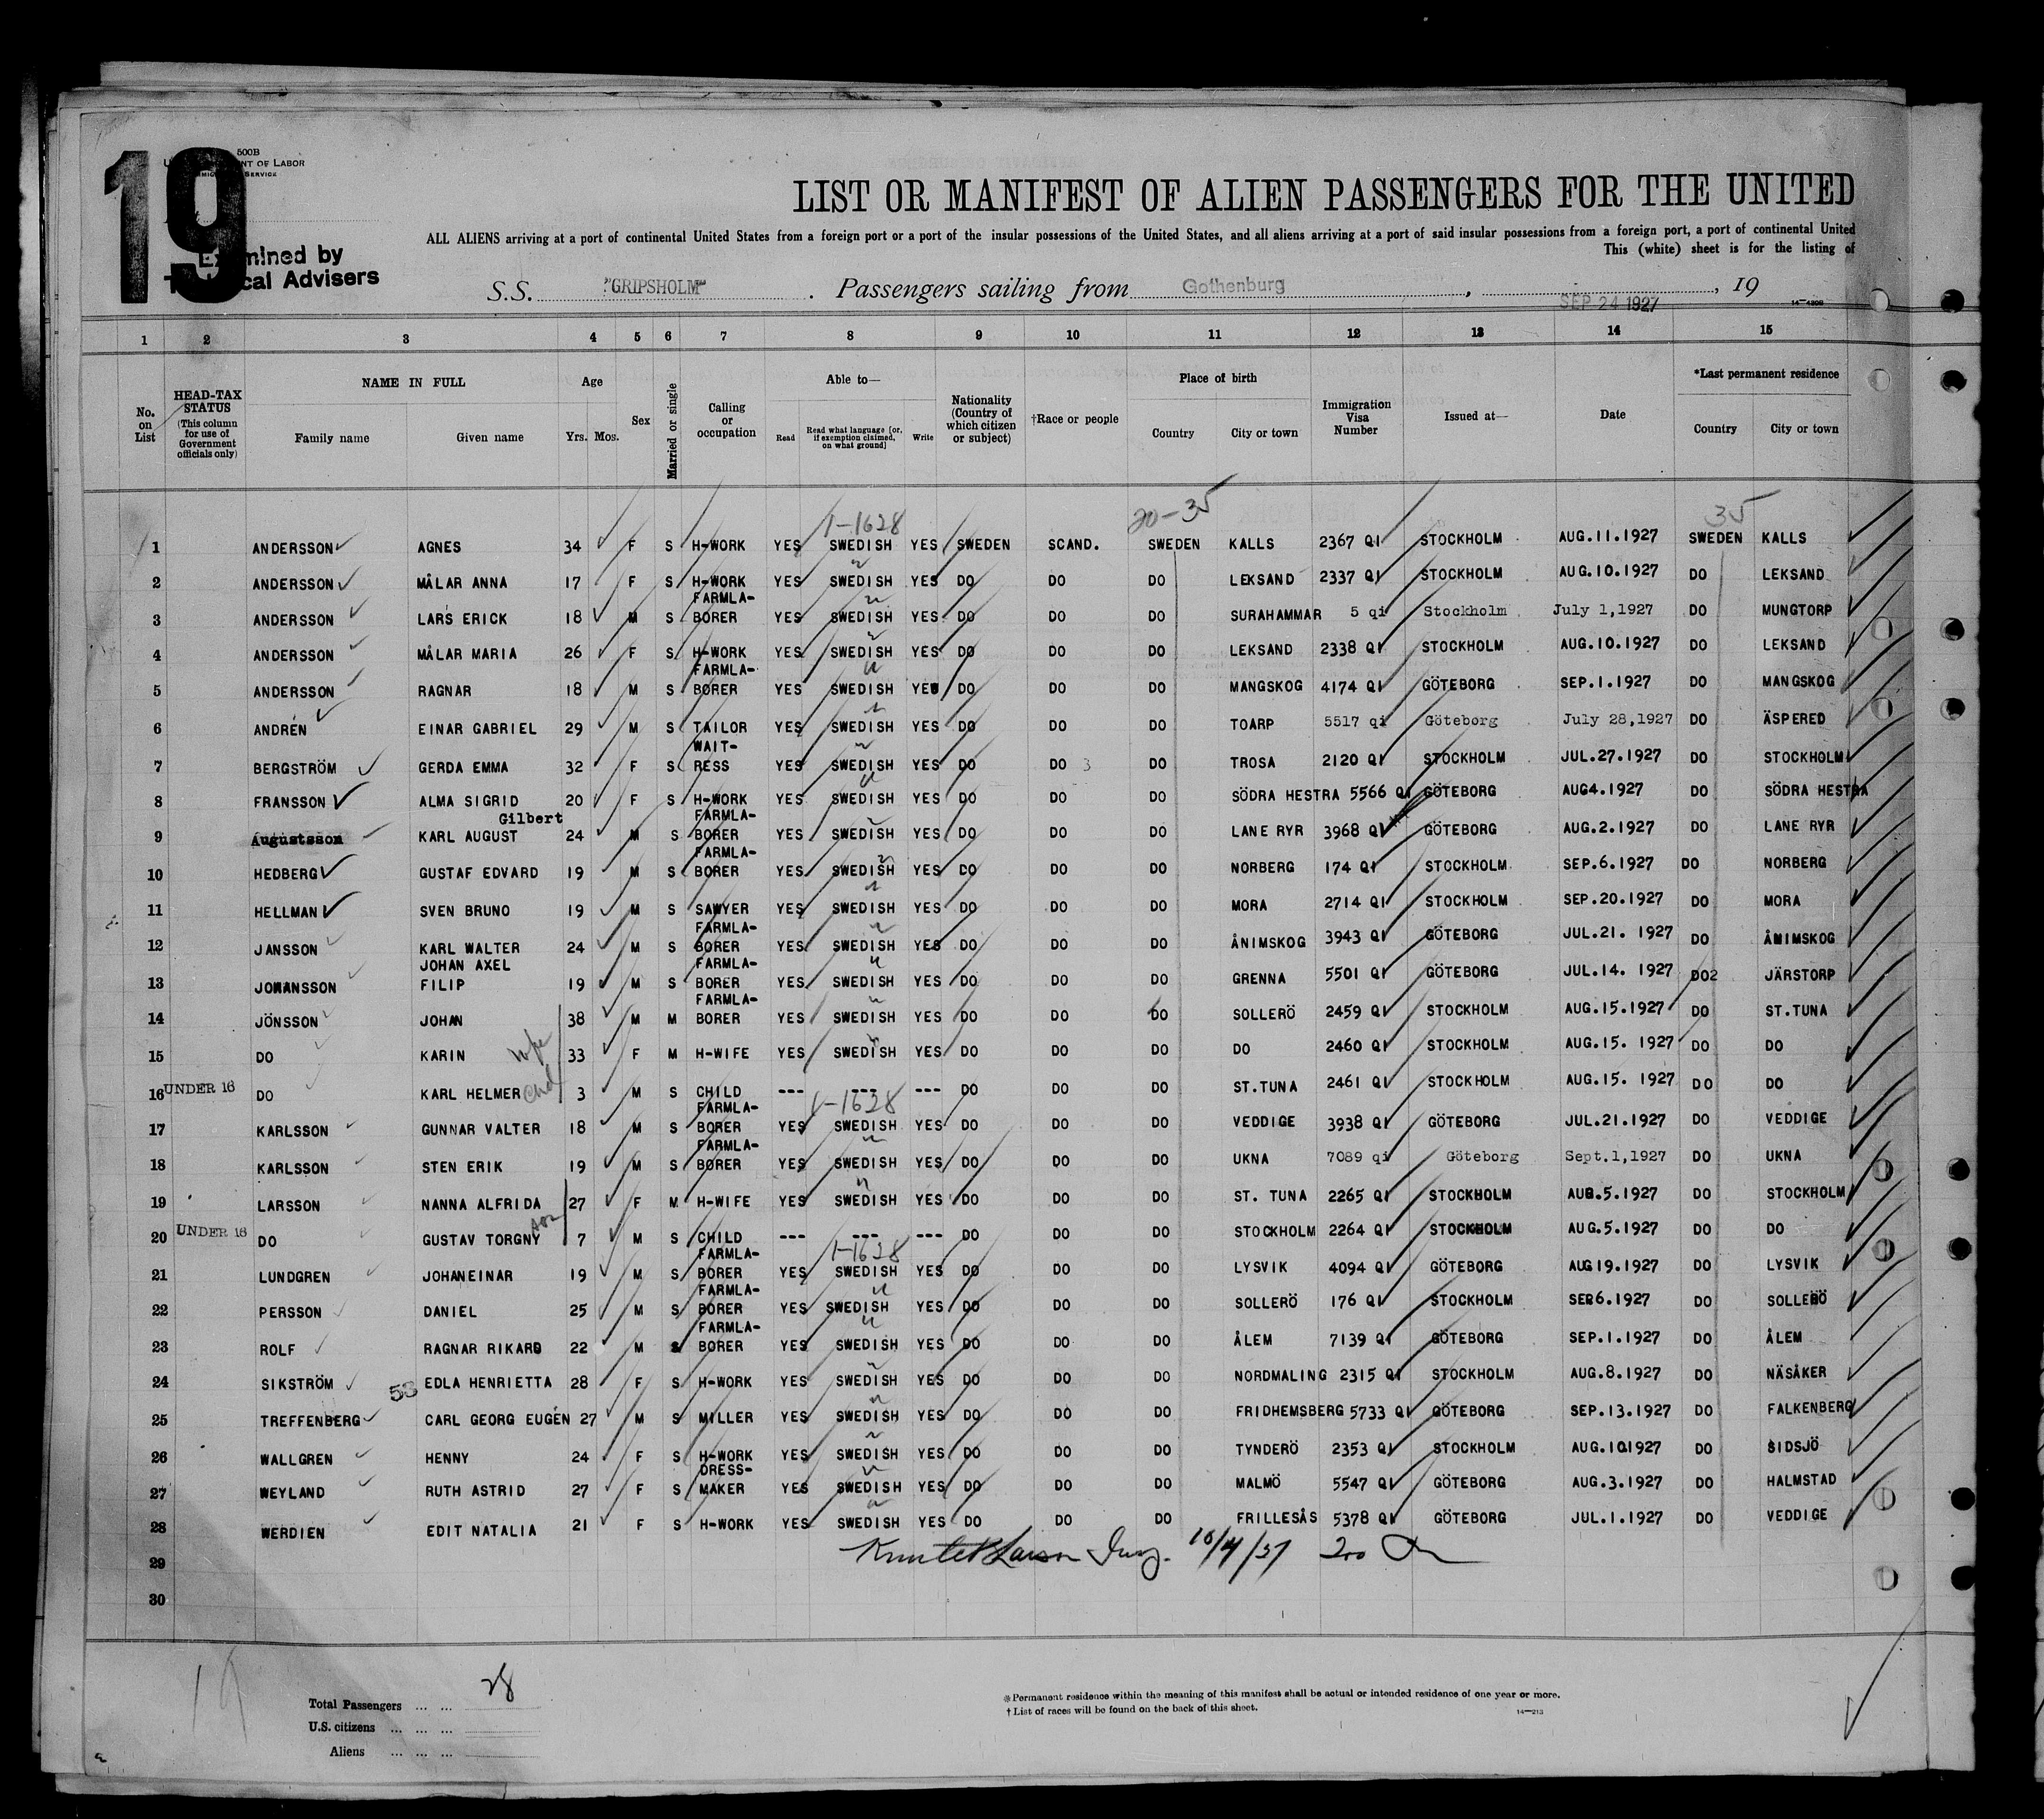 19
500B
OF LABOR
SERVICE
Examined by
Advisers
LIST OR MANIFEST OF ALIEN PASSENGERS FOR THE UNITED
ALL ALIENS arriving at a port of continental United States from a foreign port or a port of the insular possessions of the United States, and all aliens arriving at a port of said insular possessions from a foreign port, a port of continental United
This (white) sheet is for the listing of
S.S. "GRIPSHOLM" . Passengers sailing from Gothenburg , SEP 24 1927 , 19
1 2 3 4 5 6 7 8 9 10 11 12 13 14 15
No. on List HEAD-TAX STATUS (This column for use of Government officials only) NAME IN FULL Family name Given name Age Yrs. Mos. Sex Married or single Calling or occupation Able to— Read Read what language [or, if exemption claimed, on what ground] Write Nationality (Country of which citizen or subject) †Race or people Place of birth Country City or town Immigration Visa Number Issued at— Date *Last permanent residence Country City or town
1-1628 20-35 35
1 ANDERSSON AGNES 34 F S H-WORK YES SWEDISH YES SWEDEN SCAND. SWEDEN KALLS 2367 QI STOCKHOLM AUG.11.1927 SWEDEN KALLS
2 ANDERSSON MÅLAR ANNA 17 F S H-WORK YES SWEDISH YES DO DO DO LEKSAND 2337 QI STOCKHOLM AUG.10.1927 DO LEKSAND
3 ANDERSSON LARS ERICK 18 M S FARMLA-BORER YES SWEDISH YES DO DO DO SURAHAMMAR 5 qi Stockholm July 1,1927 DO MUNGTORP
4 ANDERSSON MÅLAR MARIA 26 F S H-WORK YES SWEDISH YES DO DO DO LEKSAND 2338 QI STOCKHOLM AUG.10.1927 DO LEKSAND
5 ANDERSSON RAGNAR 18 M S FARMLA-BORER YES SWEDISH YES DO DO DO MANGSKOG 4174 QI GÖTEBORG SEP.1.1927 DO MANGSKOG
6 ANDRÉN EINAR GABRIEL 29 M S TAILOR YES SWEDISH YES DO DO DO TOARP 5517 qi Göteborg July 28,1927 DO ÄSPERED
7 BERGSTRÖM GERDA EMMA 32 F S WAIT-RESS YES SWEDISH YES DO DO 3 DO TROSA 2120 QI STOCKHOLM JUL.27.1927 DO STOCKHOLM
8 FRANSSON ALMA SIGRID 20 F S H-WORK YES SWEDISH YES DO DO DO SÖDRA HESTRA 5566 QI GÖTEBORG AUG4.1927 DO SÖDRA HESTRA
9 Augustsson KARL AUGUST Gilbert 24 M S FARMLA-BORER YES SWEDISH YES DO DO DO LANE RYR 3968 QI GÖTEBORG AUG.2.1927 DO LANE RYR
10 HEDBERG GUSTAF EDVARD 19 M S FARMLA-BORER YES SWEDISH YES DO DO DO NORBERG 174 QI STOCKHOLM SEP.6.1927 DO NORBERG
11 HELLMAN SVEN BRUNO 19 M S SAWYER YES SWEDISH YES DO DO DO MORA 2714 QI STOCKHOLM SEP.20.1927 DO MORA
12 JANSSON KARL WALTER 24 M S FARMLA-BORER YES SWEDISH YES DO DO DO ÅNIMSKOG 3943 QI GÖTEBORG JUL.21. 1927 DO ÅNIMSKOG
13 JOHANSSON JOHAN AXEL FILIP 19 M S FARMLA-BORER YES SWEDISH YES DO DO DO GRENNA 5501 QI GÖTEBORG JUL.14. 1927 DO2 JÄRSTORP
14 JÖNSSON JOHAN 38 M M FARMLA-BORER YES SWEDISH YES DO DO DO SOLLERÖ 2459 QI STOCKHOLM AUG.15.1927 DO ST.TUNA
15 DO KARIN wife 33 F M H-WIFE YES SWEDISH YES DO DO DO DO 2460 QI STOCKHOLM AUG.15. 1927 DO DO
16 UNDER 16 DO KARL HELMER chd 3 M S CHILD --- --- --- DO DO DO ST.TUNA 2461 QI STOCKHOLM AUG.15. 1927 DO DO
1-1628
17 KARLSSON GUNNAR VALTER 18 M S FARMLA-BORER YES SWEDISH YES DO DO DO VEDDIGE 3938 QI GÖTEBORG JUL.21.1927 DO VEDDIGE
18 KARLSSON STEN ERIK 19 M S FARMLA-BORER YES SWEDISH YES DO DO DO UKNA 7089 qi Göteborg Sept.1,1927 DO UKNA
19 LARSSON NANNA ALFRIDA 27 F M H-WIFE YES SWEDISH YES DO DO DO ST. TUNA 2265 QI STOCKHOLM AUG.5.1927 DO STOCKHOLM
20 UNDER 16 DO GUSTAV TORGNY son 7 M S CHILD --- --- --- DO DO DO STOCKHOLM 2264 QI STOCKHOLM AUG.5.1927 DO DO
1-1638
21 LUNDGREN JOHANEINAR 19 M S FARMLA-BORER YES SWEDISH YES DO DO DO LYSVIK 4094 QI GÖTEBORG AUG19.1927 DO LYSVIK
22 PERSSON DANIEL 25 M S FARMLA-BORER YES SWEDISH YES DO DO DO SOLLERÖ 176 QI STOCKHOLM SEP.6.1927 DO SOLLERÖ
23 ROLF RAGNAR RIKARD 22 M S FARMLA-BORER YES SWEDISH YES DO DO DO ÅLEM 7139 QI GÖTEBORG SEP.1.1927 DO ÅLEM
24 SIKSTRÖM 53 EDLA HENRIETTA 28 F S H-WORK YES SWEDISH YES DO DO DO NORDMALING 2315 QI STOCKHOLM AUG.8.1927 DO NÄSÅKER
25 TREFFENBERG CARL GEORG EUGÉN 27 M S MILLER YES SWEDISH YES DO DO DO FRIDHEMSBERG 5733 QI GÖTEBORG SEP.13.1927 DO FALKENBERG
26 WALLGREN HENNY 24 F S H-WORK YES SWEDISH YES DO DO DO TYNDERÖ 2353 QI STOCKHOLM AUG.10.1927 DO SIDSJÖ
27 WEYLAND RUTH ASTRID 27 F S DRESS-MAKER YES SWEDISH YES DO DO DO MALMÖ 5547 QI GÖTEBORG AUG.3.1927 DO HALMSTAD
28 WERDIEN EDIT NATALIA 21 F S H-WORK YES SWEDISH YES DO DO DO FRILLESÅS 5378 QI GÖTEBORG JUL.1.1927 DO VEDDIGE
29
30
19
Total Passengers ... ... 28
U.S. citizens ... ... ...
Aliens ... ... ...
*Permanent residence within the meaning of this manifest shall be actual or intended residence of one year or more.
†List of races will be found on the back of this sheet.
14—213